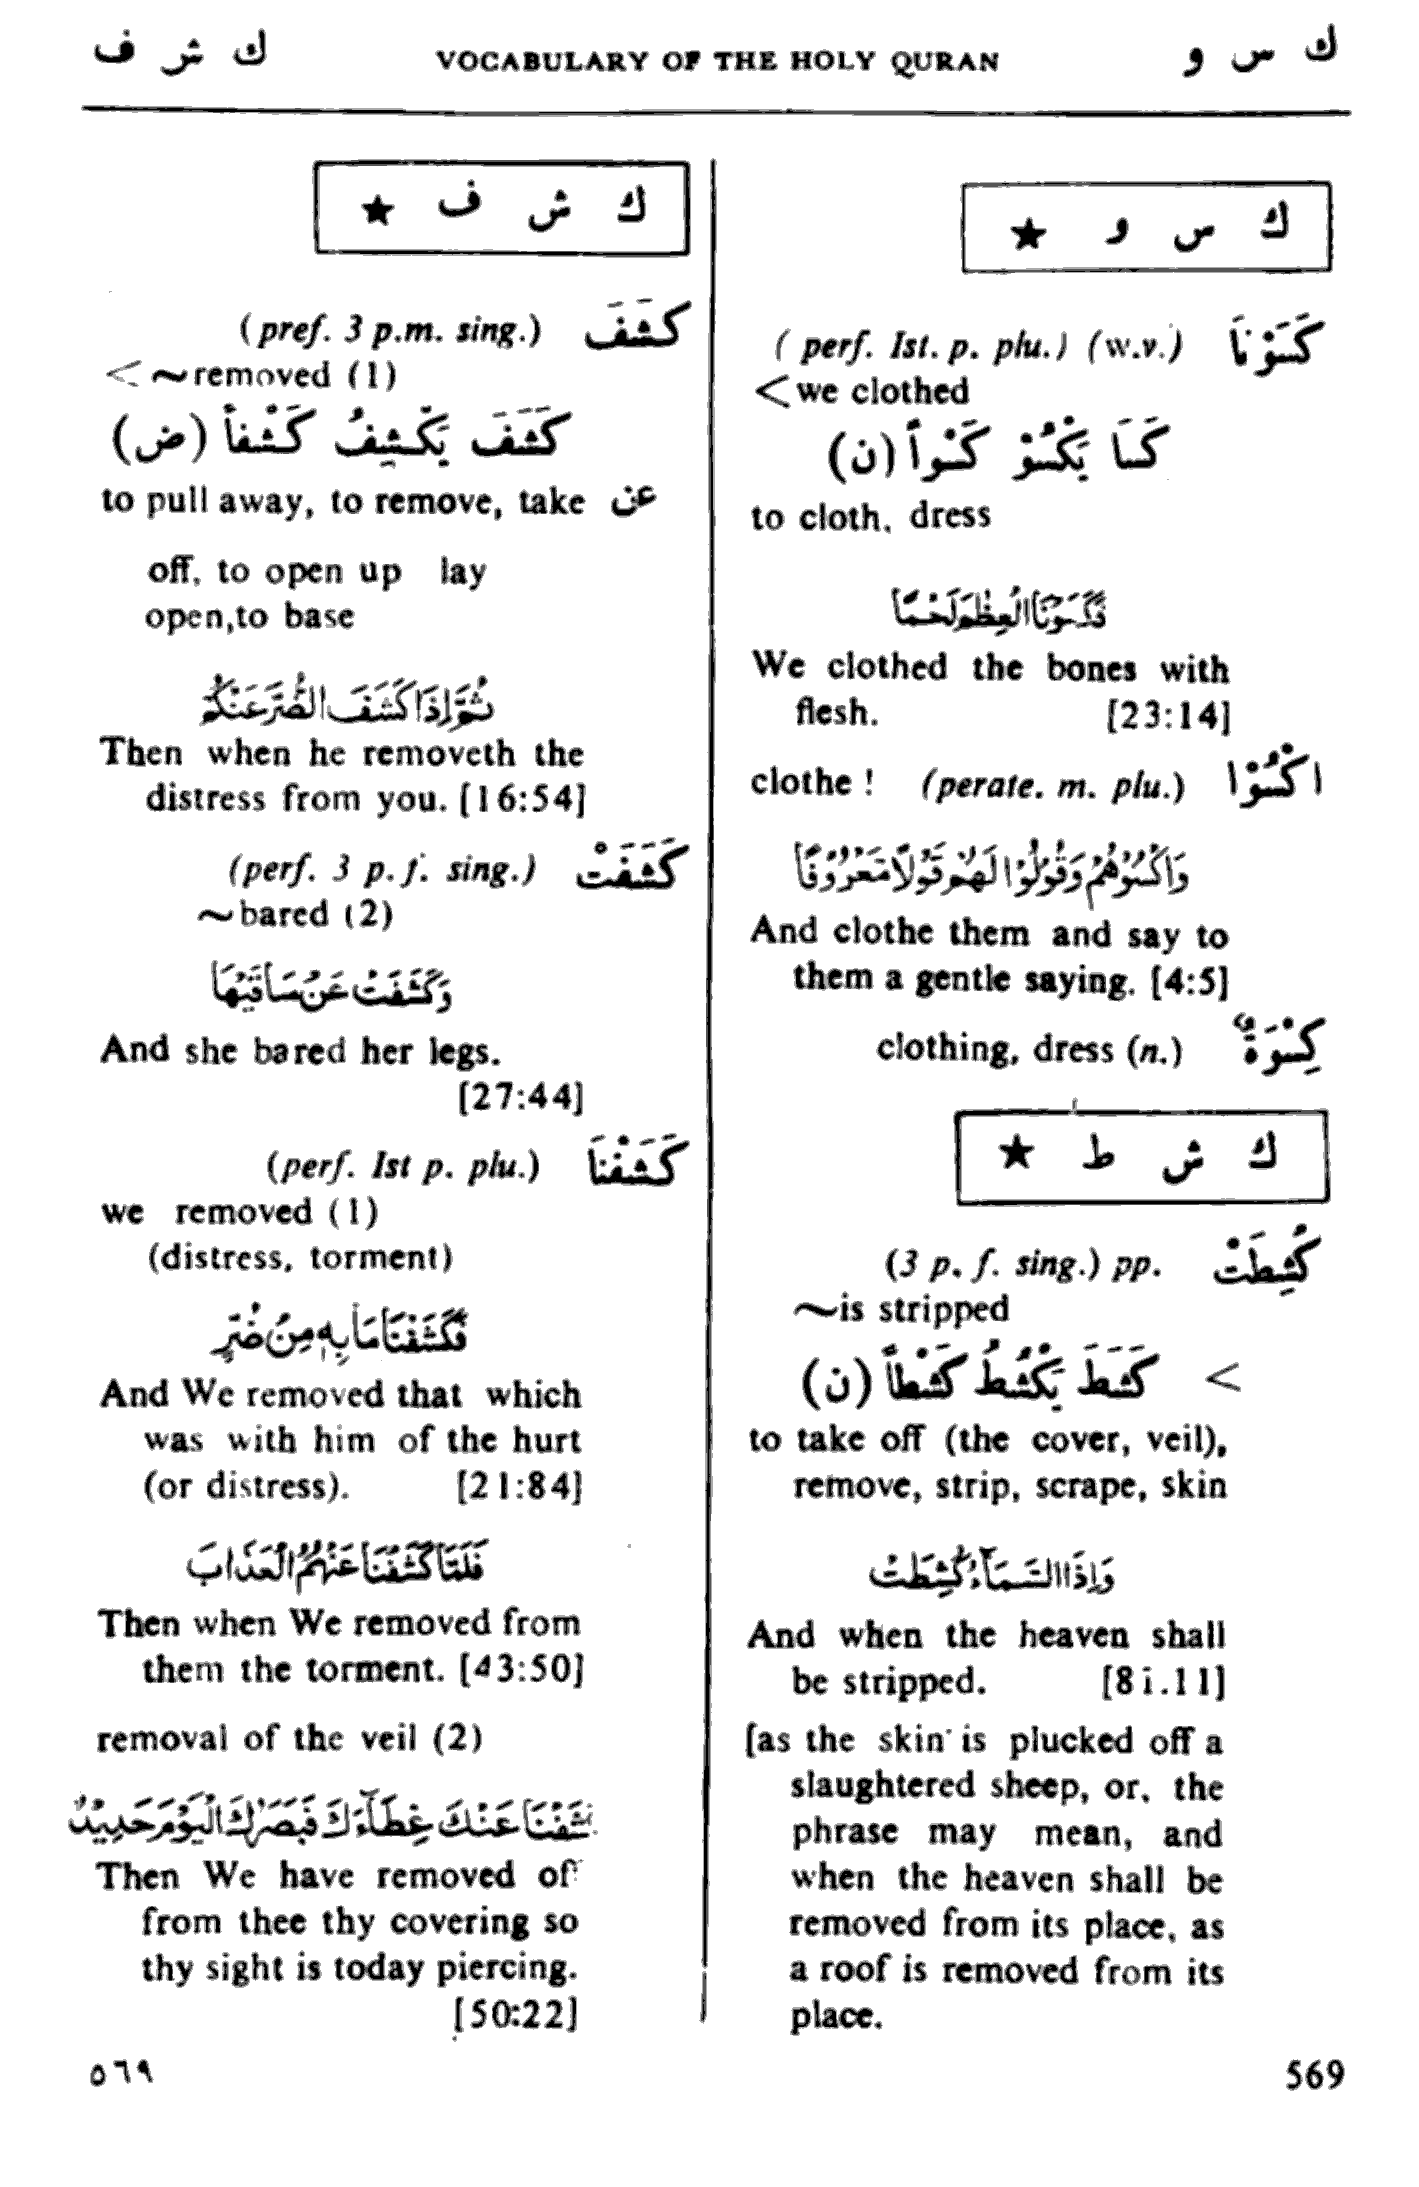 ك س و
VOCABULARY OF THE HOLY QURAN
ك ش ف
ك س و ★
كَسَوْنَا (perf. Ist. p. plu.) (w.v.)
< we clothed
كَسَا يَكْسُوْ كَسْواً (ن)
to cloth, dress
فَكَسَوْنَا الْعِظٰمَ لَحْمًا
We clothed the bones with
flesh. [23:14]
اكْسُوْا (perate. m. plu.) clothe !
وَاكْسُوْهُمْ وَقُوْلُوْا لَهُمْ قَوْلًا مَّعْرُوْفًا
And clothe them and say to
them a gentle saying. [4:5]
كِسْوَةٌ clothing, dress (n.)
ك ش ط ★
كُشِطَتْ (3 p. f. sing.) pp.
~is stripped
< كَشَطَ يَكْشُطُ كَشْطاً (ن)
to take off (the cover, veil),
remove, strip, scrape, skin
وَاِذَا السَّمَآءُ كُشِطَتْ
And when the heaven shall
be stripped. [8i.11]
[as the skin is plucked off a
slaughtered sheep, or, the
phrase may mean, and
when the heaven shall be
removed from its place, as
a roof is removed from its
place.
ك ش ف ★
كَشَفَ (pref. 3 p.m. sing.)
< ~removed (1)
كَشَفَ يَكْشِفُ كَشْفاً (ض)
عن to pull away, to remove, take
off, to open up lay
open,to base
ثُمَّ اِذَا كَشَفَ الضُّرَّ عَنْكُمْ
Then when he removeth the
distress from you. [16:54]
كَشَفَتْ (perf. 3 p.f. sing.)
~bared (2)
وَكَشَفَتْ عَنْ سَاقَيْهَا
And she bared her legs.
[27:44]
كَشَفْنَا (perf. Ist p. plu.)
we removed (1)
(distress, torment)
فَكَشَفْنَا مَا بِهٖ مِنْ ضُرٍّ
And We removed that which
was with him of the hurt
(or distress). [21:84]
فَلَمَّا كَشَفْنَا عَنْهُمُ الْعَذَابَ
Then when We removed from
them the torment. [43:50]
removal of the veil (2)
شَفْنَا عَنْكَ غِطَآءَكَ فَبَصَرُكَ الْيَوْمَ حَدِيْدٌ
Then We have removed of
from thee thy covering so
thy sight is today piercing.
[50:22]
٥٦٩
569